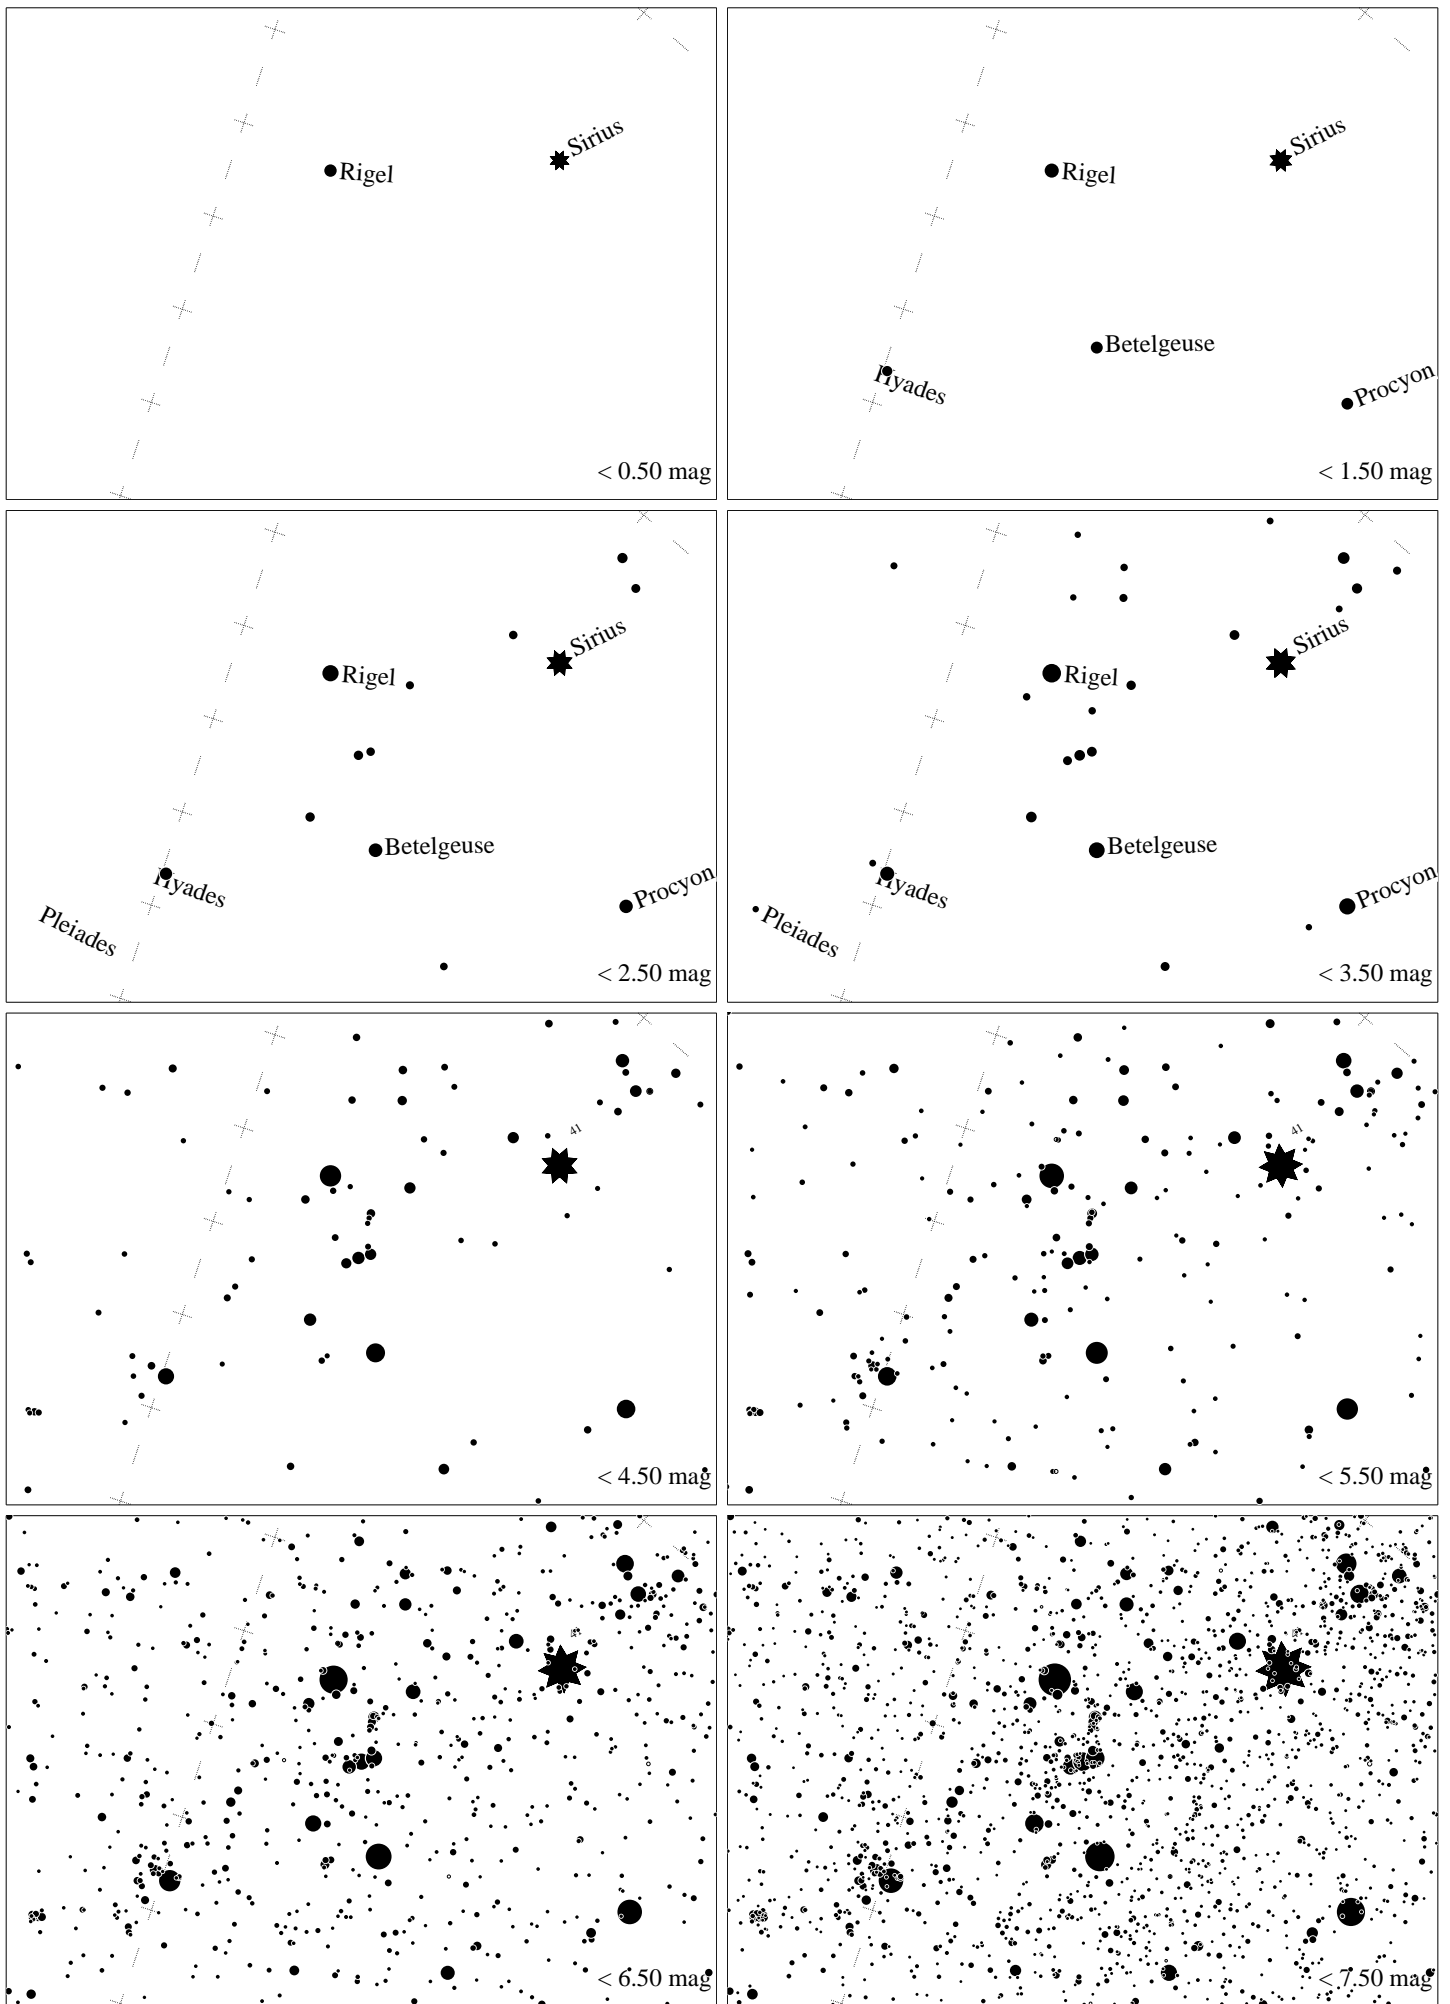 Sirius
Rigel
< 0.50 mag
Sirius
Rigel
Betelgeuse
Hyades
Procyon
< 1.50 mag
Sirius
Rigel
Betelgeuse
Hyades
Procyon
Pleiades
< 2.50 mag
Sirius
Rigel
Betelgeuse
Hyades
Procyon
Pleiades
< 3.50 mag
41
< 4.50 mag
41
< 5.50 mag
< 6.50 mag
< 7.50 mag